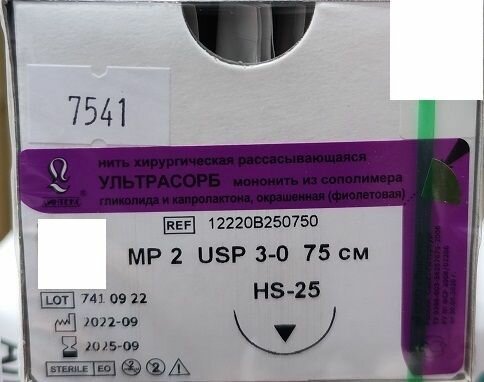 7541
нить хирургическая рассасывающаяся
УЛЬТРАСОРБ мононить из сополимера
гликолида и капролактона, окрашенная (фиолетовая)
REF 12220B250750
МР 2 USP 3-0 75 см
HS-25
LOT 741 09 22
2022-09
2025-09
STERILE EO